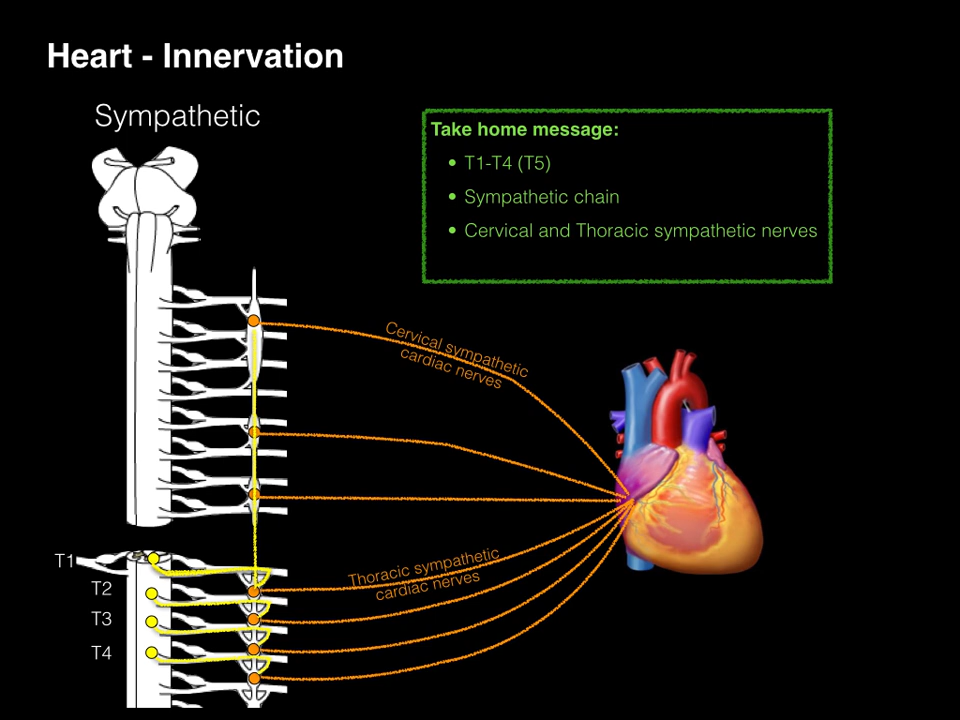 Heart - Innervation
Sympathetic
Take home message:
• T1-T4 (T5)
• Sympathetic chain
• Cervical and Thoracic sympathetic nerves
Cervical sympathetic
cardiac nerves
Thoracic sympathetic
cardiac nerves
T1
T2
T3
T4